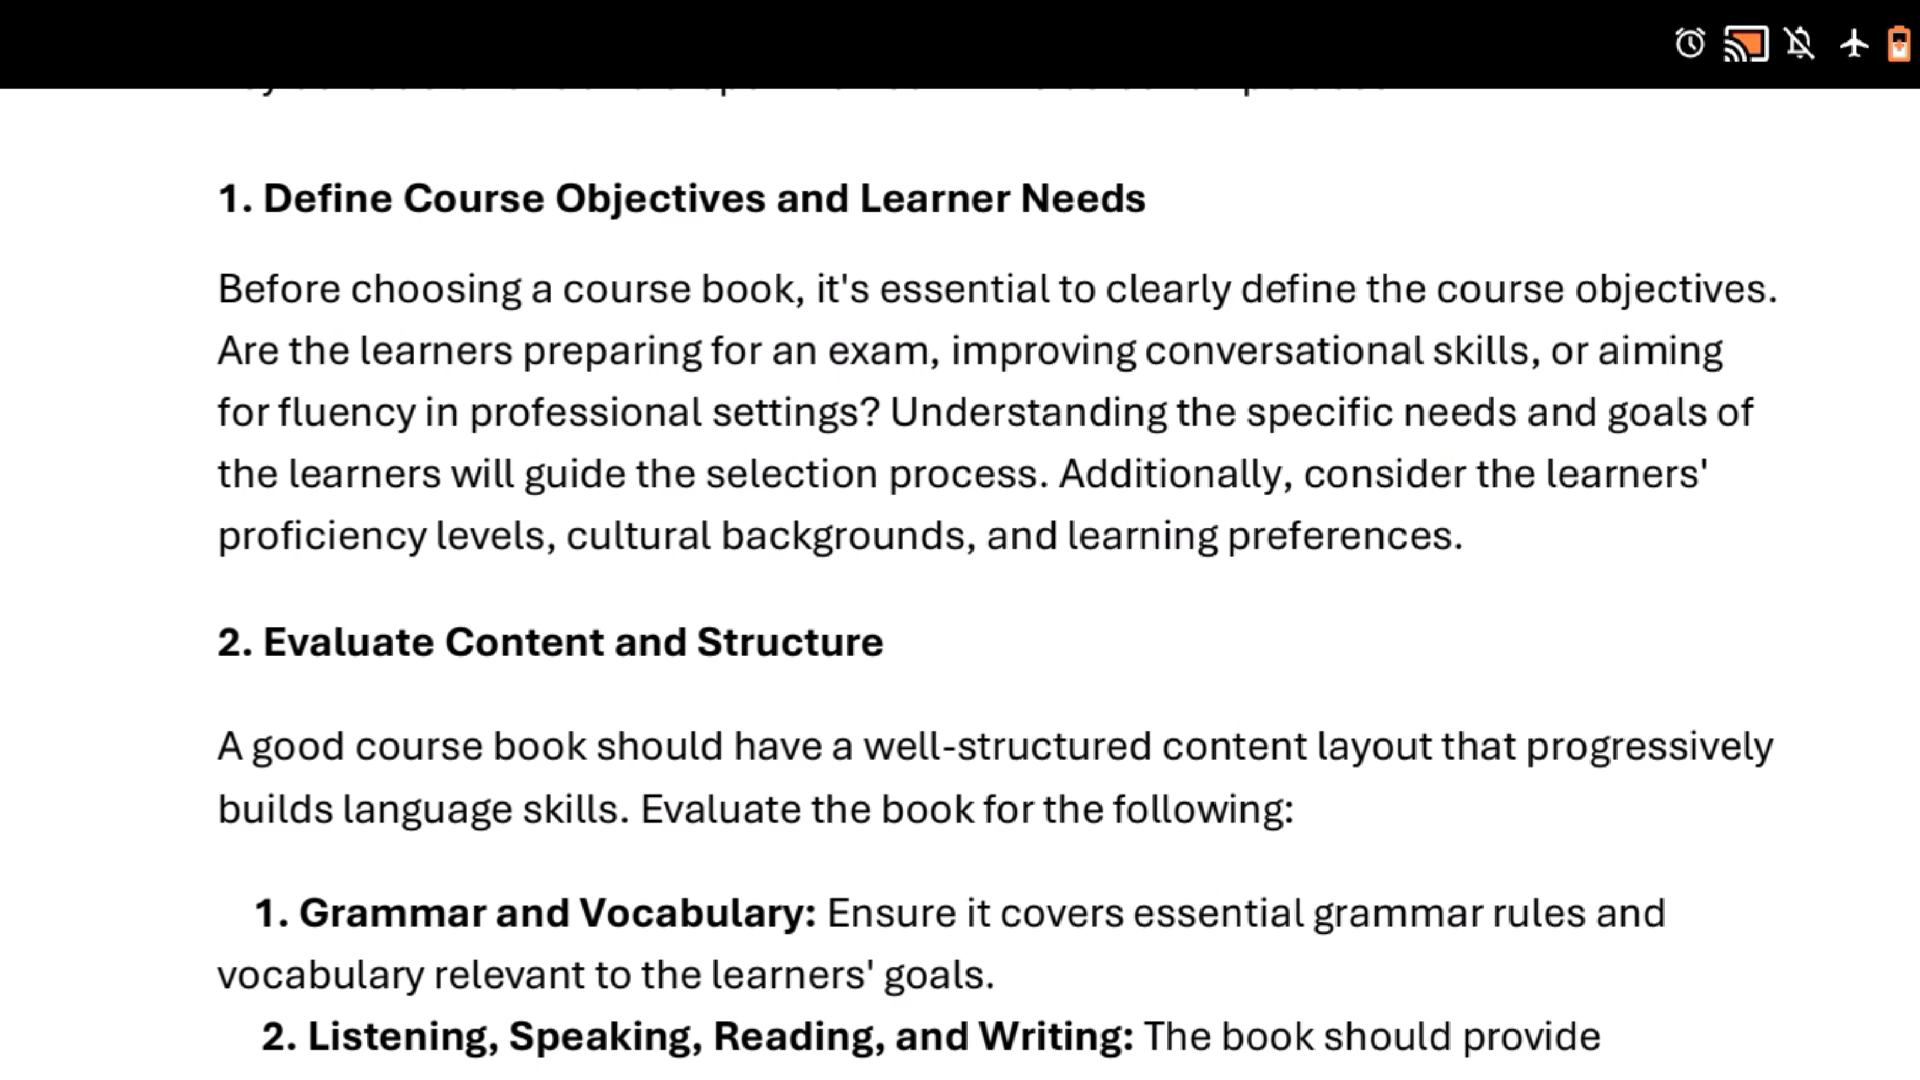 1. Define Course Objectives and Learner Needs
Before choosing a course book, it's essential to clearly define the course objectives.
Are the learners preparing for an exam, improving conversational skills, or aiming
for fluency in professional settings? Understanding the specific needs and goals of
the learners will guide the selection process. Additionally, consider the learners'
proficiency levels, cultural backgrounds, and learning preferences.
2. Evaluate Content and Structure
A good course book should have a well-structured content layout that progressively
builds language skills. Evaluate the book for the following:
1. Grammar and Vocabulary: Ensure it covers essential grammar rules and
vocabulary relevant to the learners' goals.
2. Listening, Speaking, Reading, and Writing: The book should provide